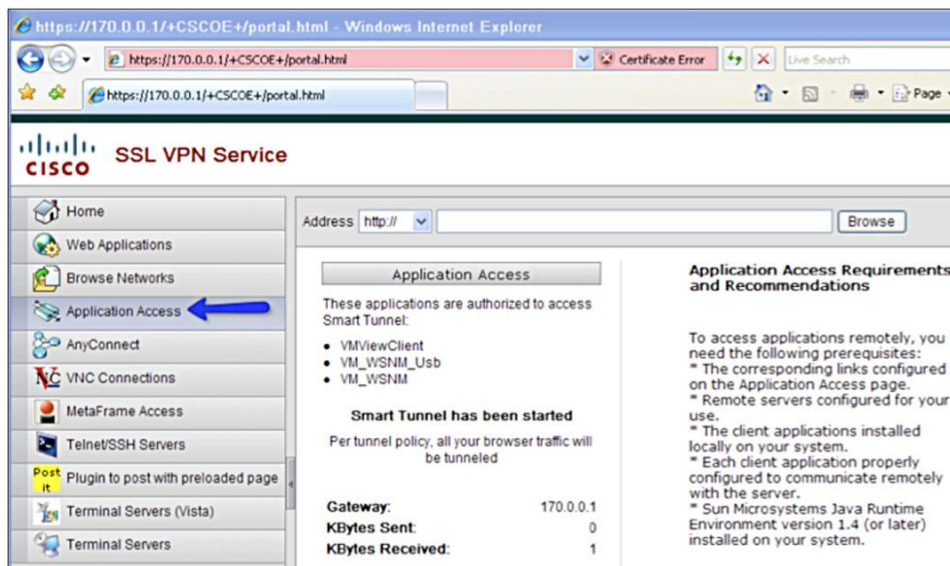 https://170.0.0.1/+CSCOE+/portal.html - Windows Internet Explorer
https://170.0.0.1/+CSCOE+/portal.html
Certificate Error
Live Search
https://170.0.0.1/+CSCOE+/portal.html
Page
CISCO
SSL VPN Service
Home
Web Applications
Browse Networks
Application Access
AnyConnect
VNC Connections
MetaFrame Access
Telnet/SSH Servers
Post it
Plugin to post with preloaded page
Terminal Servers (Vista)
Terminal Servers
Address http:// Browse
Application Access
These applications are authorized to access
Smart Tunnel:
• VMViewClient
• VM_WSNM_Usb
• VM_WSNM
Smart Tunnel has been started
Per tunnel policy, all your browser traffic will
be tunneled
Gateway: 170.0.0.1
KBytes Sent: 0
KBytes Received: 1
Application Access Requirements
and Recommendations
To access applications remotely, you
need the following prerequisites:
* The corresponding links configured
on the Application Access page.
* Remote servers configured for your
use.
* The client applications installed
locally on your system.
* Each client application properly
configured to communicate remotely
with the server.
* Sun Microsystems Java Runtime
Environment version 1.4 (or later)
installed on your system.